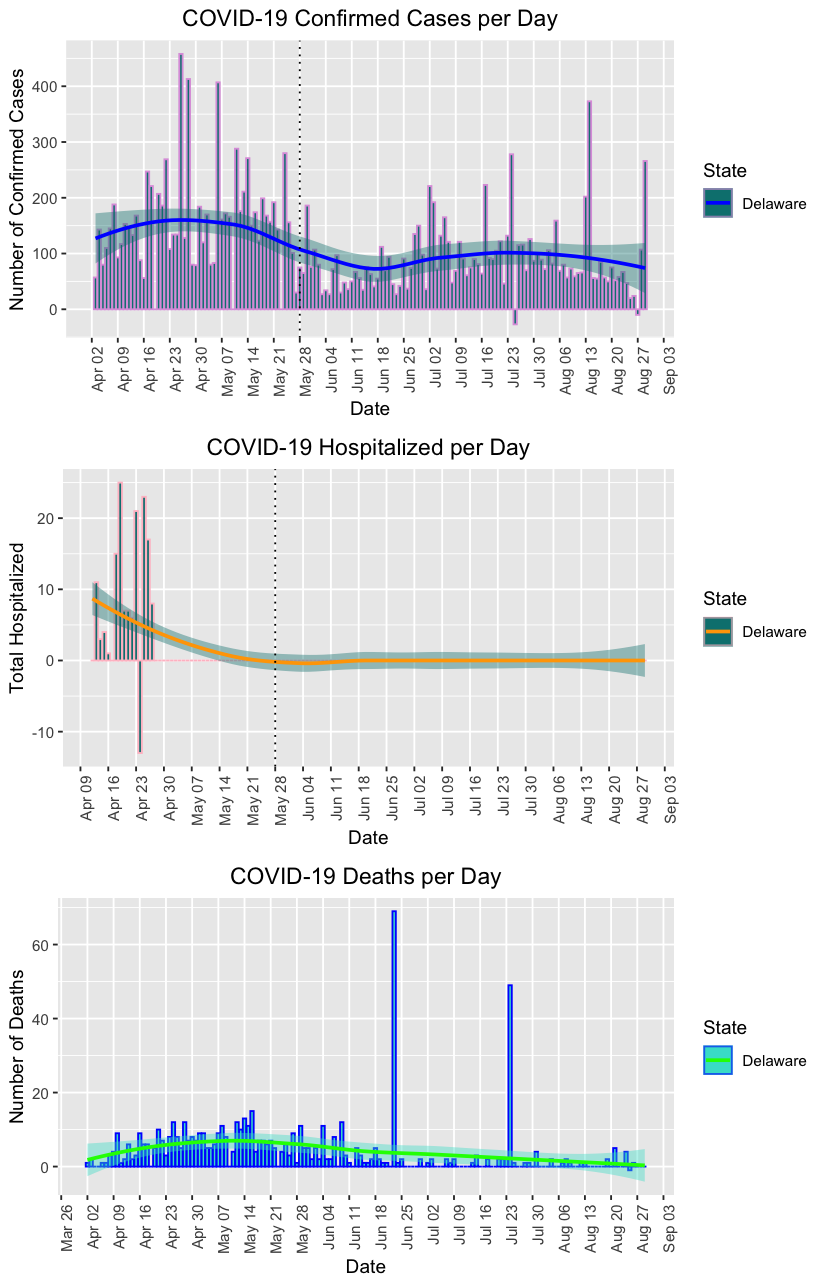 COVID-19 Confirmed Cases per Day
Number of Confirmed Cases
400
300
200
100
0
Apr 02
Apr 09
Apr 16
Apr 23
Apr 30
May 07
May 14
May 21
May 28
Jun 04
Jun 11
Jun 18
Jun 25
Jul 02
Jul 09
Jul 16
Jul 23
Jul 30
Aug 06
Aug 13
Aug 20
Aug 27
Sep 03
Date
State
Delaware
COVID-19 Hospitalized per Day
Total Hospitalized
20
10
0
-10
Apr 09
Apr 16
Apr 23
Apr 30
May 07
May 14
May 21
May 28
Jun 04
Jun 11
Jun 18
Jun 25
Jul 02
Jul 09
Jul 16
Jul 23
Jul 30
Aug 06
Aug 13
Aug 20
Aug 27
Sep 03
Date
State
Delaware
COVID-19 Deaths per Day
Number of Deaths
60
40
20
0
Mar 26
Apr 02
Apr 09
Apr 16
Apr 23
Apr 30
May 07
May 14
May 21
May 28
Jun 04
Jun 11
Jun 18
Jun 25
Jul 02
Jul 09
Jul 16
Jul 23
Jul 30
Aug 06
Aug 13
Aug 20
Aug 27
Sep 03
Date
State
Delaware